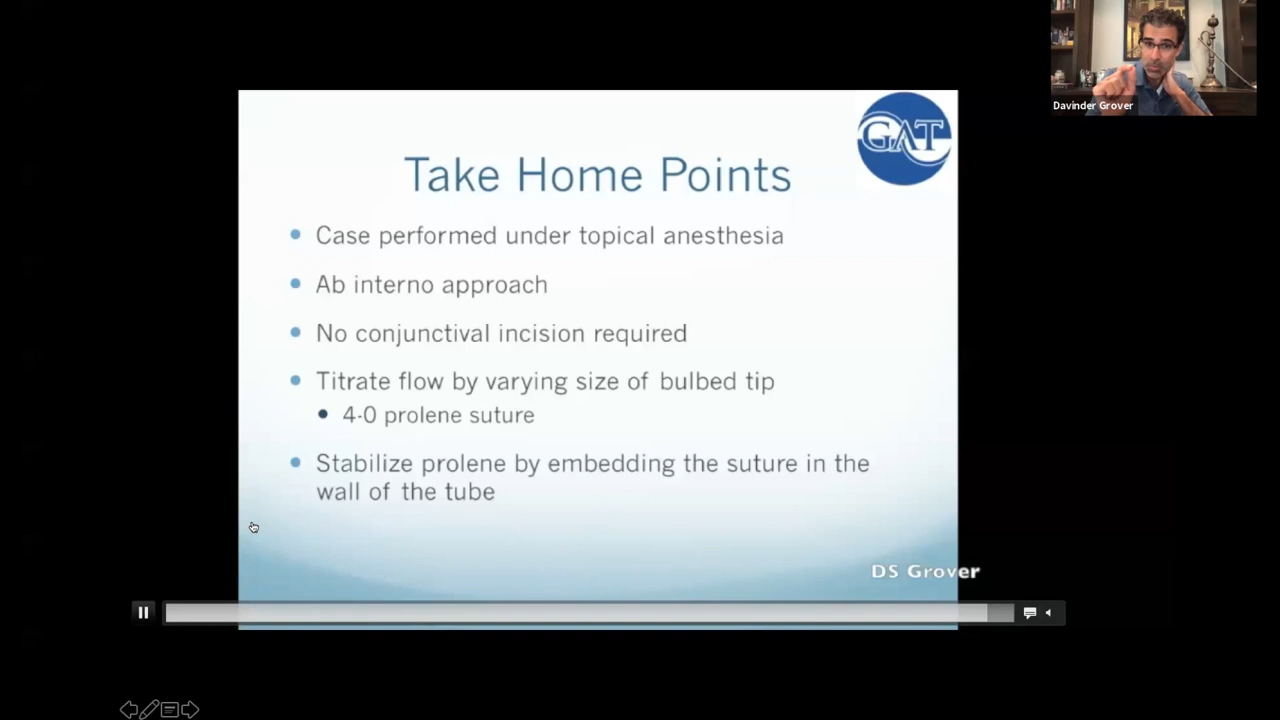 Davinder Grover
GAT
Take Home Points
Case performed under topical anesthesia
Ab interno approach
No conjunctival incision required
Titrate flow by varying size of bulbed tip
4-0 prolene suture
Stabilize prolene by embedding the suture in the
wall of the tube
DS Grover